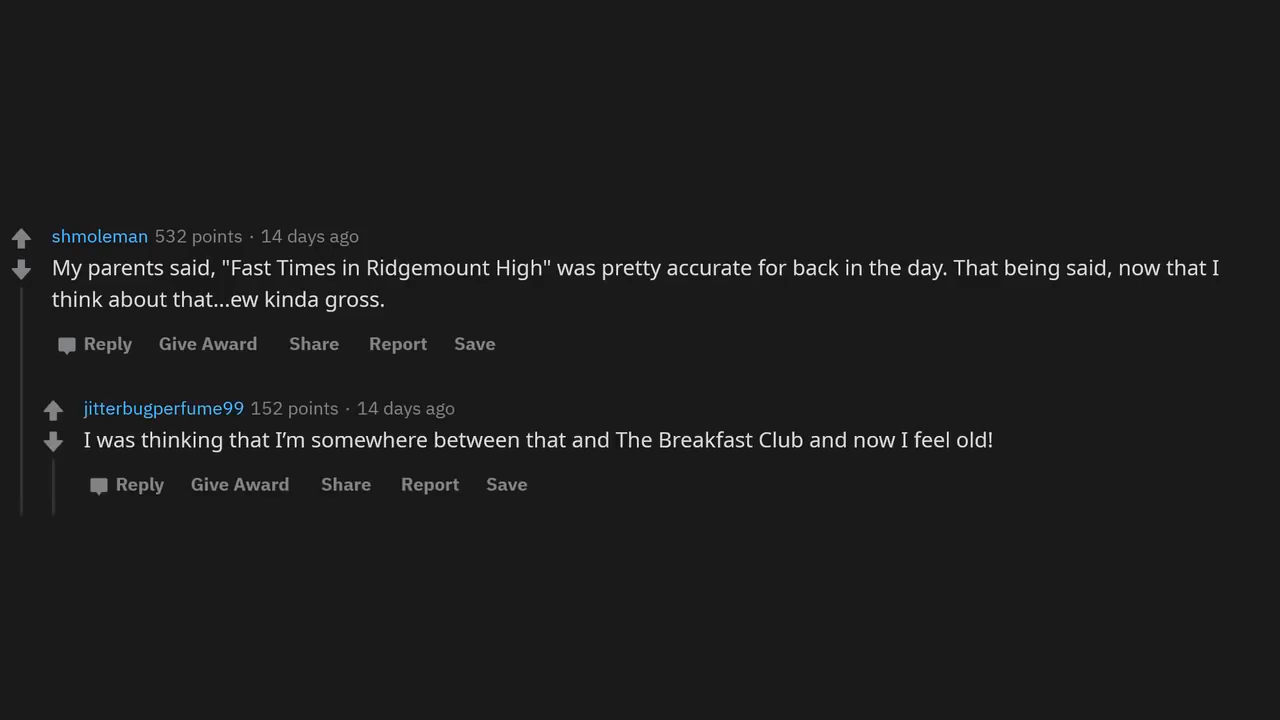 shmoleman 532 points · 14 days ago
My parents said, "Fast Times in Ridgemount High" was pretty accurate for back in the day. That being said, now that I
think about that...ew kinda gross.
Reply Give Award Share Report Save
jitterbugperfume99 152 points · 14 days ago
I was thinking that I’m somewhere between that and The Breakfast Club and now I feel old!
Reply Give Award Share Report Save